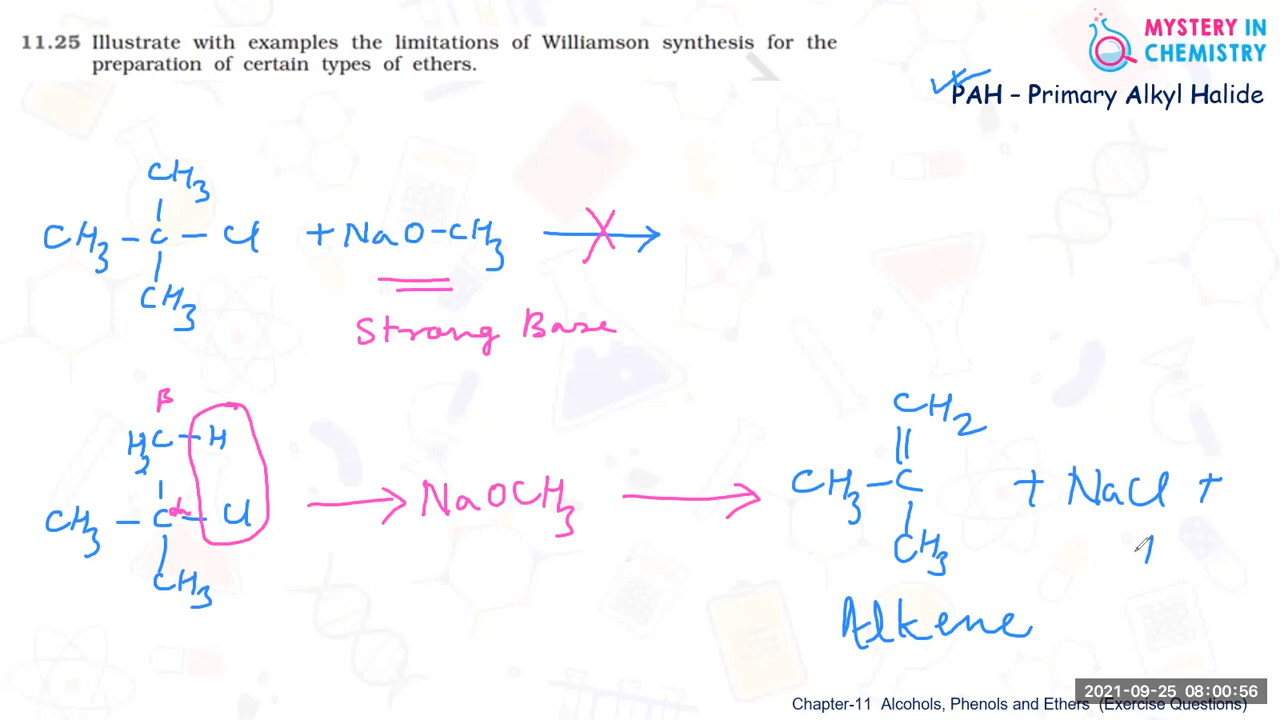 11.25 Illustrate with examples the limitations of Williamson synthesis for the
preparation of certain types of ethers.
MYSTERY IN
CHEMISTRY
PAH – Primary Alkyl Halide
CH3
CH3 – C – Cl + NaO–CH3
CH3
Strong Base
β
H2C – H
CH3 – C α – Cl → NaOCH3 →
CH3
CH2
CH3–C + NaCl +
CH3
Alkene
2021-09-25 08:00:56
Chapter-11 Alcohols, Phenols and Ethers (Exercise Questions)